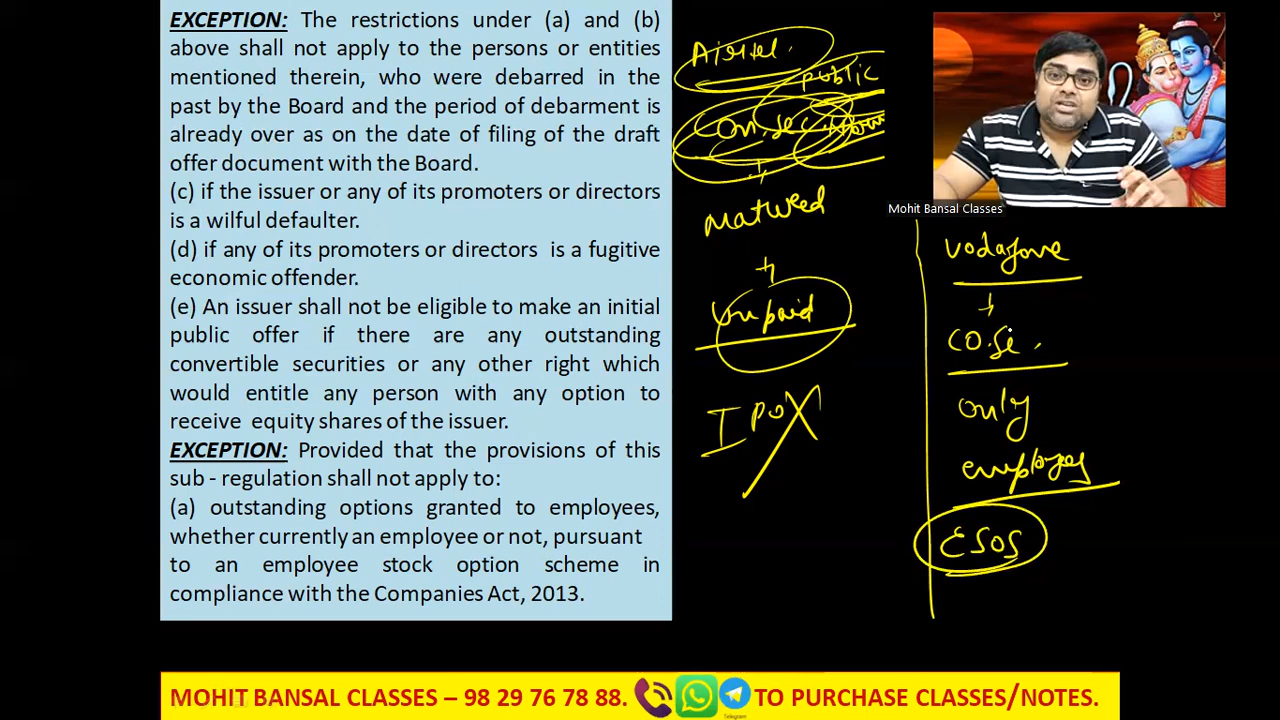 EXCEPTION: The restrictions under (a) and (b)
above shall not apply to the persons or entities
mentioned therein, who were debarred in the
past by the Board and the period of debarment is
already over as on the date of filing of the draft
offer document with the Board.
(c) if the issuer or any of its promoters or directors
is a wilful defaulter.
(d) if any of its promoters or directors is a fugitive
economic offender.
(e) An issuer shall not be eligible to make an initial
public offer if there are any outstanding
convertible securities or any other right which
would entitle any person with any option to
receive equity shares of the issuer.
EXCEPTION: Provided that the provisions of this
sub - regulation shall not apply to:
(a) outstanding options granted to employees,
whether currently an employee or not, pursuant
to an employee stock option scheme in
compliance with the Companies Act, 2013.
Airtel.
public
Con. sec.
matured
unpaid
IPO X
Mohit Bansal Classes
Vodafone
co. se.
only
employees
ESOS
MOHIT BANSAL CLASSES – 98 29 76 78 88.
Telegram
TO PURCHASE CLASSES/NOTES.